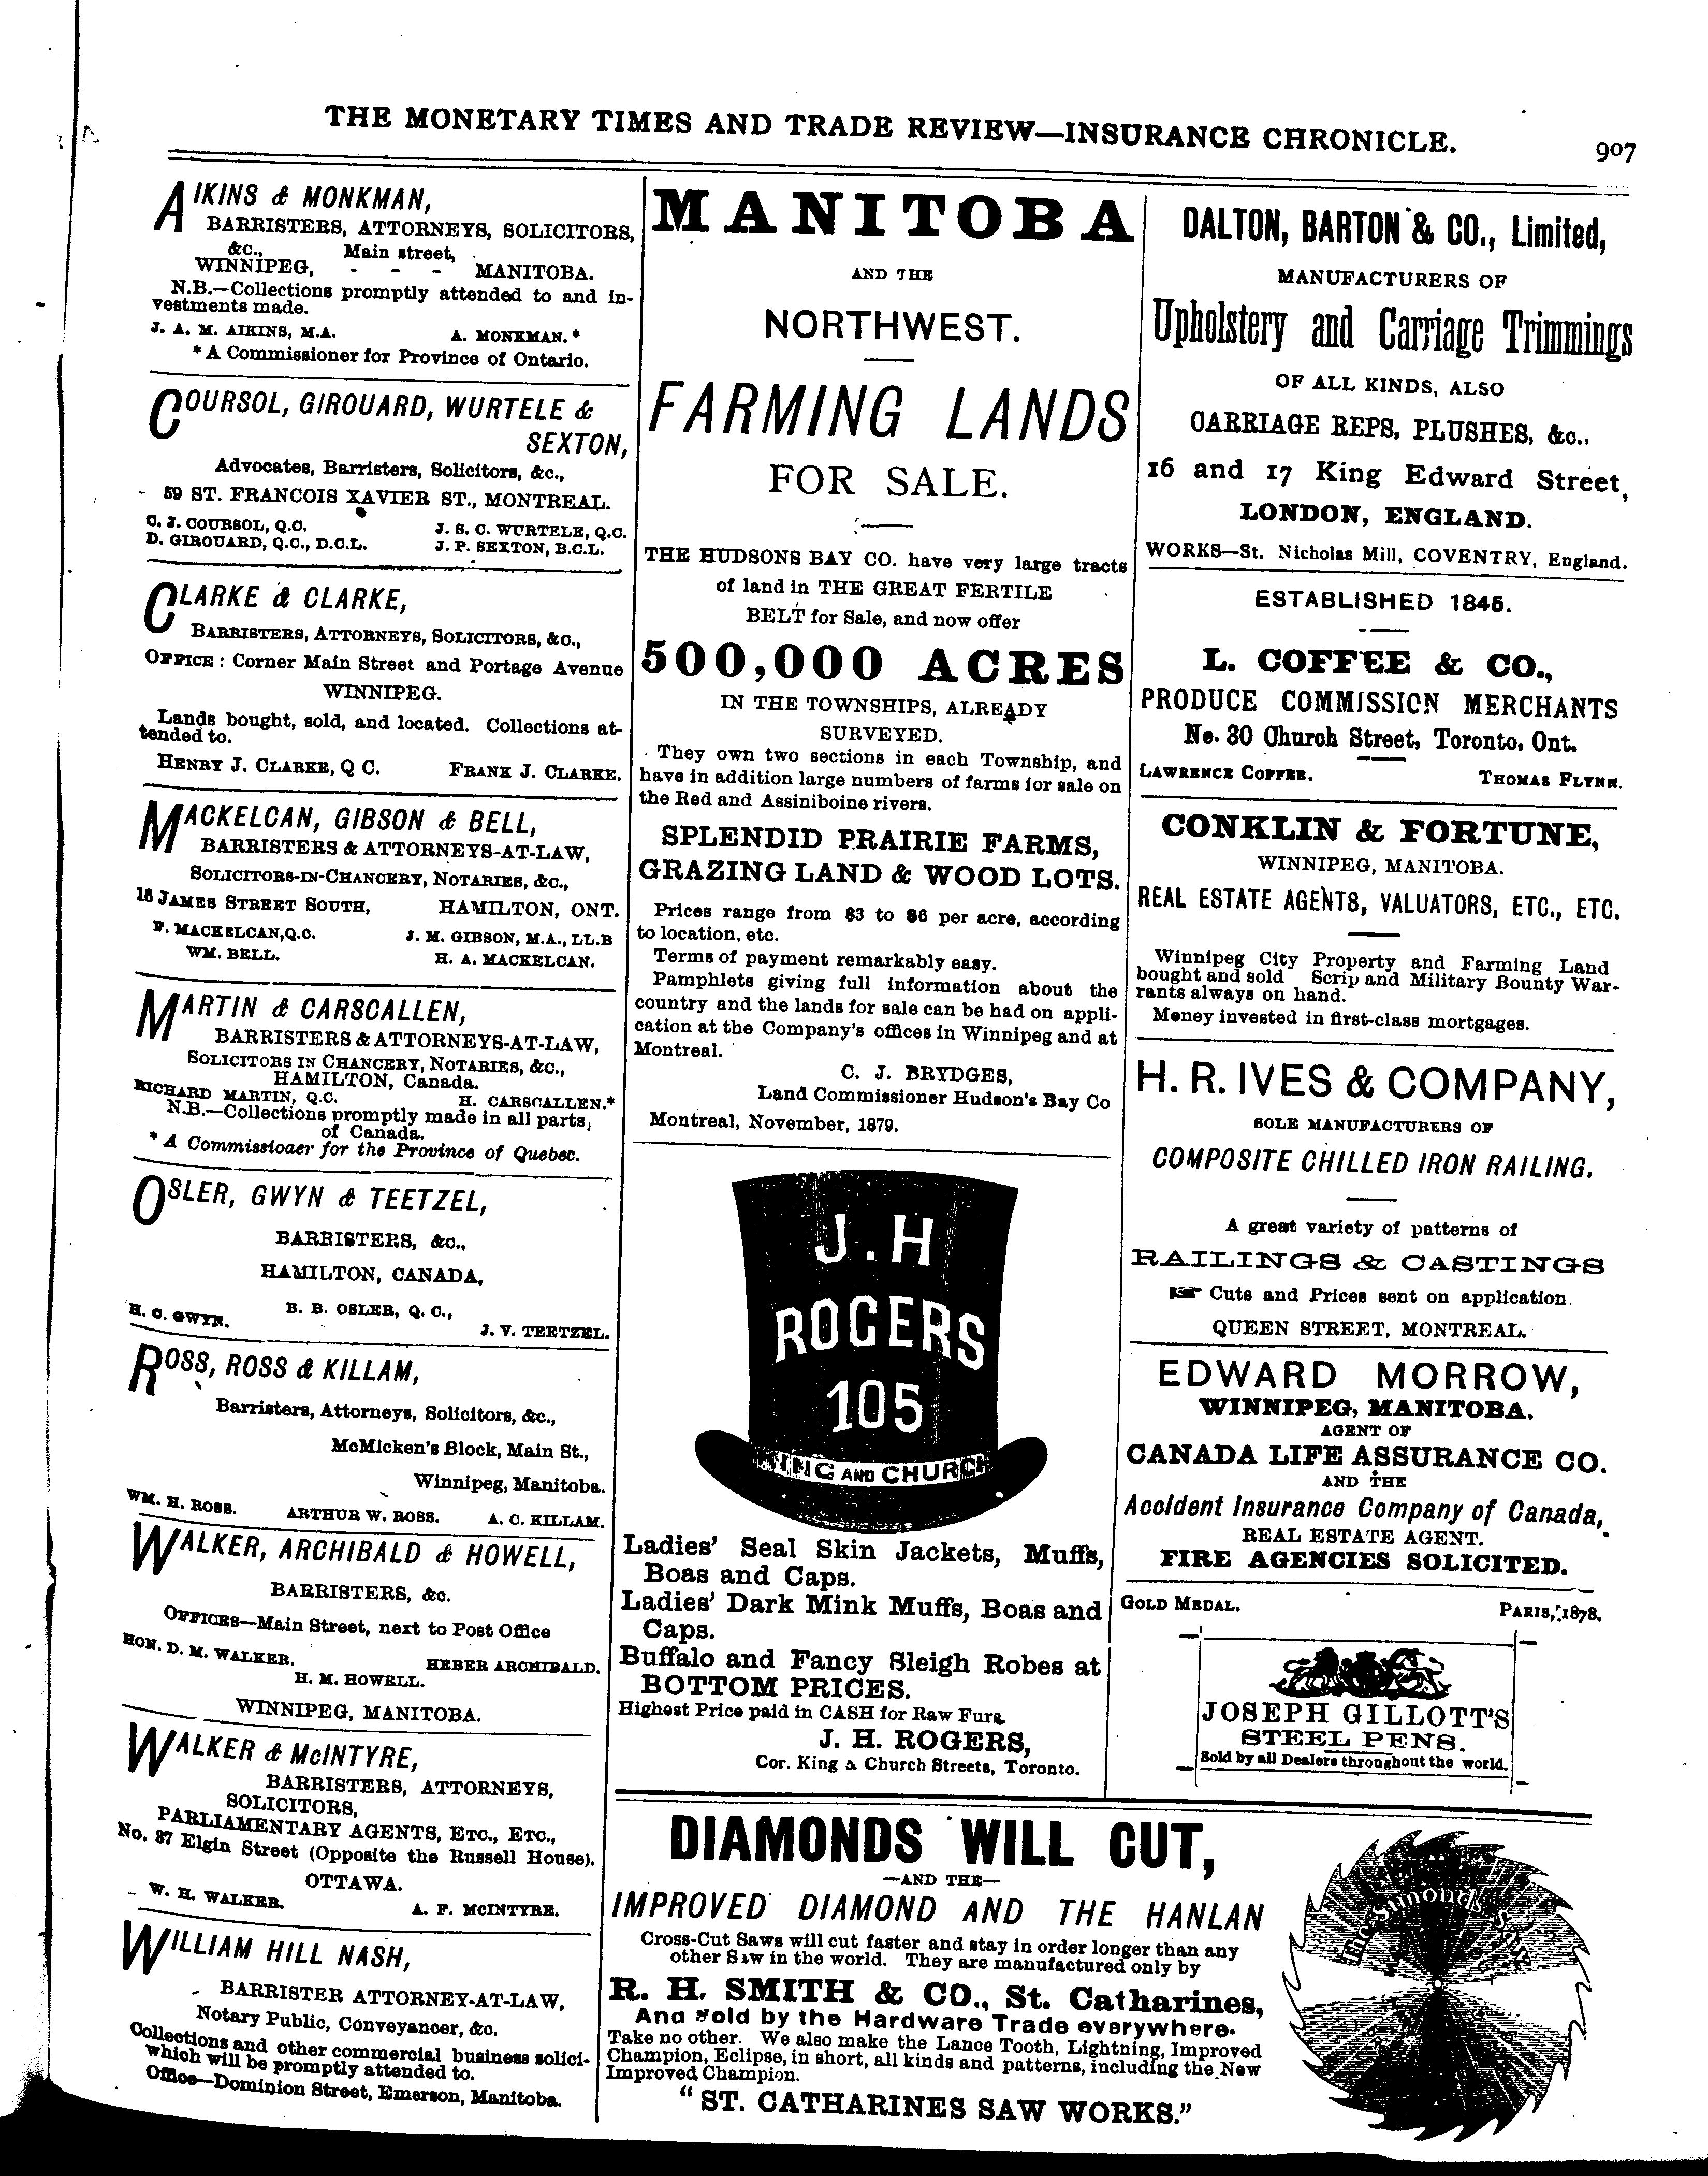 THE MONETARY TIMES AND TRADE REVIEW—INSURANCE CHRONICLE.
907
AIKINS & MONKMAN,
BARRISTERS, ATTORNEYS, SOLICITORS,
&C., Main street,
WINNIPEG, - - - MANITOBA.
N.B.—Collections promptly attended to and in-
vestments made.
J. A. M. AIKINS, M.A. A. MONKMAN.*
* A Commissioner for Province of Ontario.
COURSOL, GIROUARD, WURTELE &
SEXTON,
Advocates, Barristers, Solicitors, &c.,
59 ST. FRANCOIS XAVIER ST., MONTREAL.
C. J. COURSOL, Q.C. J. S. C. WURTELE, Q.C.
D. GIROUARD, Q.C., D.C.L. J. P. SEXTON, B.C.L.
CLARKE & CLARKE,
BARRISTERS, ATTORNEYS, SOLICITORS, &C.,
OFFICE : Corner Main Street and Portage Avenue
WINNIPEG.
Lands bought, sold, and located. Collections at-
tended to.
HENRY J. CLARKE, Q C. FRANK J. CLARKE.
MACKELCAN, GIBSON & BELL,
BARRISTERS & ATTORNEYS-AT-LAW,
SOLICITORS-IN-CHANCERY, NOTARIES, &C.,
16 JAMES STREET SOUTH, HAMILTON, ONT.
F. MACKELCAN,Q.C. J. M. GIBSON, M.A., LL.B
WM. BELL. H. A. MACKELCAN.
MARTIN & CARSCALLEN,
BARRISTERS & ATTORNEYS-AT-LAW,
SOLICITORS IN CHANCERY, NOTARIES, &C.,
HAMILTON, Canada.
RICHARD MARTIN, Q.C. H. CARSCALLEN.*
N.B.—Collections promptly made in all parts,
of Canada.
* A Commissioner for the Province of Quebec.
OSLER, GWYN & TEETZEL,
BARRISTERS, &C.,
HAMILTON, CANADA,
B. B. OSLER, Q. C.,
H. C. GWYN. J. V. TEETZEL.
ROSS, ROSS & KILLAM,
Barristers, Attorneys, Solicitors, &c.,
McMicken's Block, Main St.,
Winnipeg, Manitoba.
WM. H. ROSS. ARTHUR W. ROSS. A. C. KILLAM.
WALKER, ARCHIBALD & HOWELL,
BARRISTERS, &c.
OFFICES—Main Street, next to Post Office
HON. D. M. WALKER. HEBER ARCHIBALD.
H. M. HOWELL.
WINNIPEG, MANITOBA.
WALKER & McINTYRE,
BARRISTERS, ATTORNEYS,
SOLICITORS,
PARLIAMENTARY AGENTS, ETC., ETC.,
No. 37 Elgin Street (Opposite the Russell House).
OTTAWA.
W. H. WALKER. A. F. MCINTYRE.
WILLIAM HILL NASH,
BARRISTER ATTORNEY-AT-LAW,
Notary Public, Conveyancer, &c.
Collections and other commercial business solici-
which will be promptly attended to.
Office—Dominion Street, Emerson, Manitoba.
MANITOBA
AND THE
NORTHWEST.
FARMING LANDS
FOR SALE.
THE HUDSONS BAY CO. have very large tracts
of land in THE GREAT FERTILE
BELT for Sale, and now offer
500,000 ACRES
IN THE TOWNSHIPS, ALREADY
SURVEYED.
They own two sections in each Township, and
have in addition large numbers of farms for sale on
the Red and Assiniboine rivers.
SPLENDID PRAIRIE FARMS,
GRAZING LAND & WOOD LOTS.
Prices range from $3 to $6 per acre, according
to location, etc.
Terms of payment remarkably easy.
Pamphlets giving full information about the
country and the lands for sale can be had on appli-
cation at the Company's offices in Winnipeg and at
Montreal.
C. J. BRYDGES,
Land Commissioner Hudson's Bay Co
Montreal, November, 1879.
J.H
ROGERS
105
KING AND CHURCH
Ladies' Seal Skin Jackets, Muffs,
Boas and Caps.
Ladies' Dark Mink Muffs, Boas and
Caps.
Buffalo and Fancy Sleigh Robes at
BOTTOM PRICES.
Highest Price paid in CASH for Raw Furs.
J. H. ROGERS,
Cor. King & Church Streets, Toronto.
DALTON, BARTON & CO., Limited,
MANUFACTURERS OF
Upholstery and Carriage Trimmings
OF ALL KINDS, ALSO
CARRIAGE REPS, PLUSHES, &c.,
16 and 17 King Edward Street,
LONDON, ENGLAND.
WORKS—St. Nicholas Mill, COVENTRY, England.
ESTABLISHED 1845.
L. COFFEE & CO.,
PRODUCE COMMISSION MERCHANTS
No. 30 Church Street, Toronto, Ont.
LAWRENCE COFFEE. THOMAS FLYNN.
CONKLIN & FORTUNE,
WINNIPEG, MANITOBA.
REAL ESTATE AGENTS, VALUATORS, ETC., ETC.
Winnipeg City Property and Farming Land
bought and sold Scrip and Military Bounty War-
rants always on hand.
Money invested in first-class mortgages.
H. R. IVES & COMPANY,
SOLE MANUFACTURERS OF
COMPOSITE CHILLED IRON RAILING.
A great variety of patterns of
RAILINGS & CASTINGS
☞ Cuts and Prices sent on application.
QUEEN STREET, MONTREAL.
EDWARD MORROW,
WINNIPEG, MANITOBA.
AGENT OF
CANADA LIFE ASSURANCE CO.
AND THE
Accident Insurance Company of Canada,
REAL ESTATE AGENT.
FIRE AGENCIES SOLICITED.
GOLD MEDAL. PARIS, 1878.
JOSEPH GILLOTT'S
STEEL PENS.
Sold by all Dealers throughout the world.
DIAMONDS WILL CUT,
—AND THE—
IMPROVED DIAMOND AND THE HANLAN
Cross-Cut Saws will cut faster and stay in order longer than any
other Saw in the world. They are manufactured only by
R. H. SMITH & CO., St. Catharines,
And Sold by the Hardware Trade everywhere.
Take no other. We also make the Lance Tooth, Lightning, Improved
Champion, Eclipse, in short, all kinds and patterns, including the New
Improved Champion.
"ST. CATHARINES SAW WORKS."
The Simonds Saw